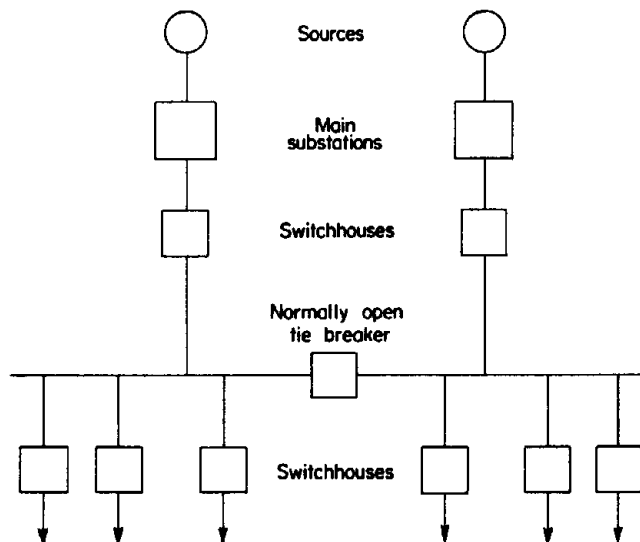 Sources
Main
substations
Switchhouses
Normally open
tie breaker
Switchhouses